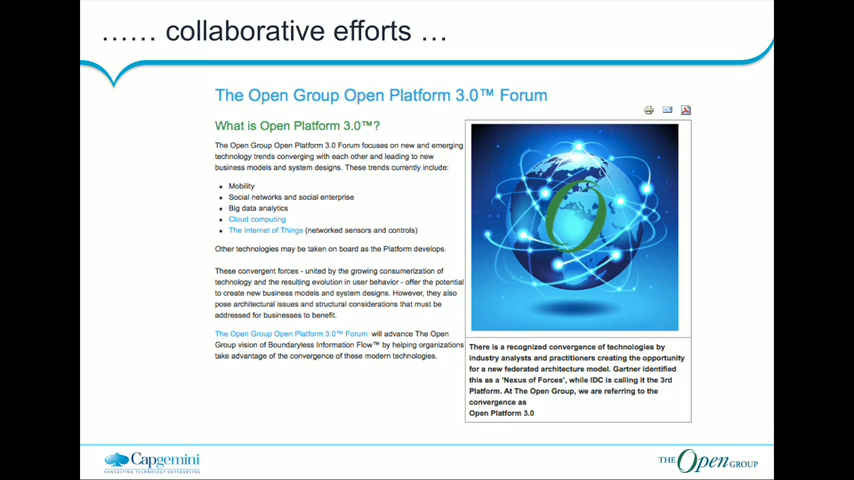 …… collaborative efforts …
The Open Group Open Platform 3.0™ Forum
What is Open Platform 3.0™?
The Open Group Open Platform 3.0 Forum focuses on new and emerging
technology trends converging with each other and leading to new
business models and system designs. These trends currently include:
Mobility
Social networks and social enterprise
Big data analytics
Cloud computing
The Internet of Things (networked sensors and controls)
Other technologies may be taken on board as the Platform develops.
These convergent forces - united by the growing consumerization of
technology and the resulting evolution in user behavior - offer the potential
to create new business models and system designs. However, they also
pose architectural issues and structural considerations that must be
addressed for businesses to benefit.
The Open Group Open Platform 3.0™ Forum will advance The Open
Group vision of Boundaryless Information Flow™ by helping organizations
take advantage of the convergence of these modern technologies.
O
There is a recognized convergence of technologies by
industry analysts and practitioners creating the opportunity
for a new federated architecture model. Gartner identified
this as a 'Nexus of Forces', while IDC is calling it the 3rd
Platform. At The Open Group, we are referring to the
convergence as
Open Platform 3.0
Capgemini
CONSULTING.TECHNOLOGY.OUTSOURCING
THE Open GROUP